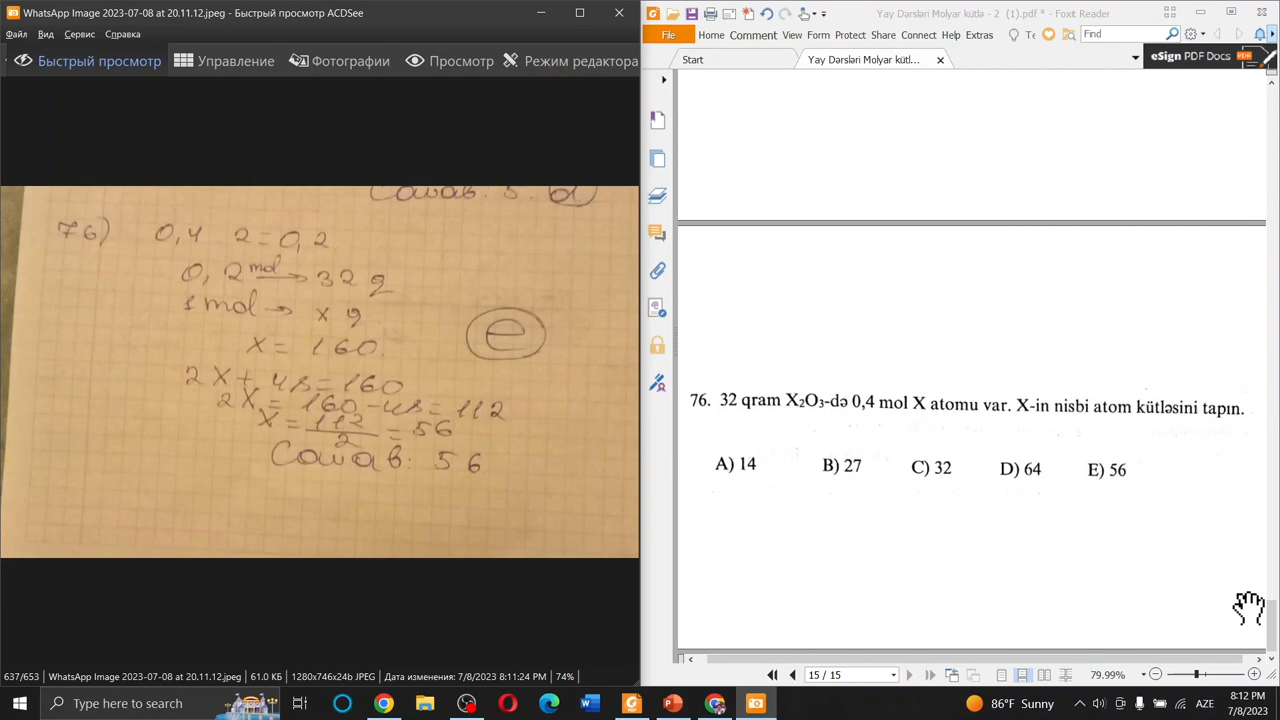 WhatsApp Image 2023-07-08 at 20.11.12.jpeg - Быстрый просмотр ACDSee
Файл Вид Сервис Справка
Быстрый просмотр Управление Фотографии Просмо Режим редактора
76) 0,4 2=0,2
0,2 mol → 32 g
1 mol → x g
x= 160
2X+ 48=160
2X= 160-48=112
X= 112/2 = 56
Cavab: 56
e
637/653 WhatsApp Image 2023-07-08 at 20.11.12.jpeg 61.0 KB 1280x746x24b JPEG Modified date/time: 7/8/2023 8:11:24 PM 74%
Yay Dərsləri Molyar kütlə - 2 (1).pdf - Foxit Reader
File Home Comment View Form Protect Share Connect Help Extras Te Find
Start Yay Dərsləri Molyar kütl... eSign PDF Docs
76. 32 qram X₂O₃-də 0,4 mol X atomu var. X-in nisbi atom kütləsini tapın.
A) 14 B) 27 C) 32 D) 64 E) 56
15 / 15 79.99%
Type here to search 86°F Sunny AZE 8:12 PM
7/8/2023